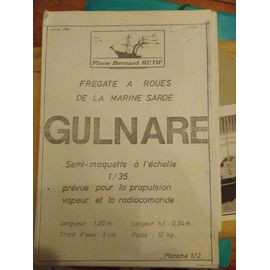 Plans Bernard RETIF
FREGATE A ROUES
DE LA MARINE SARDE
GULNARE
Semi-maquette à l'échelle
1/35.
prévue pour la propulsion
vapeur et la radiocomande.
Longueur : 1,20 m. Largeur h.t. : 0,34 m.
Tirant d'eau : 8 cm. Poids : 10 kg.
Planche 1/2.